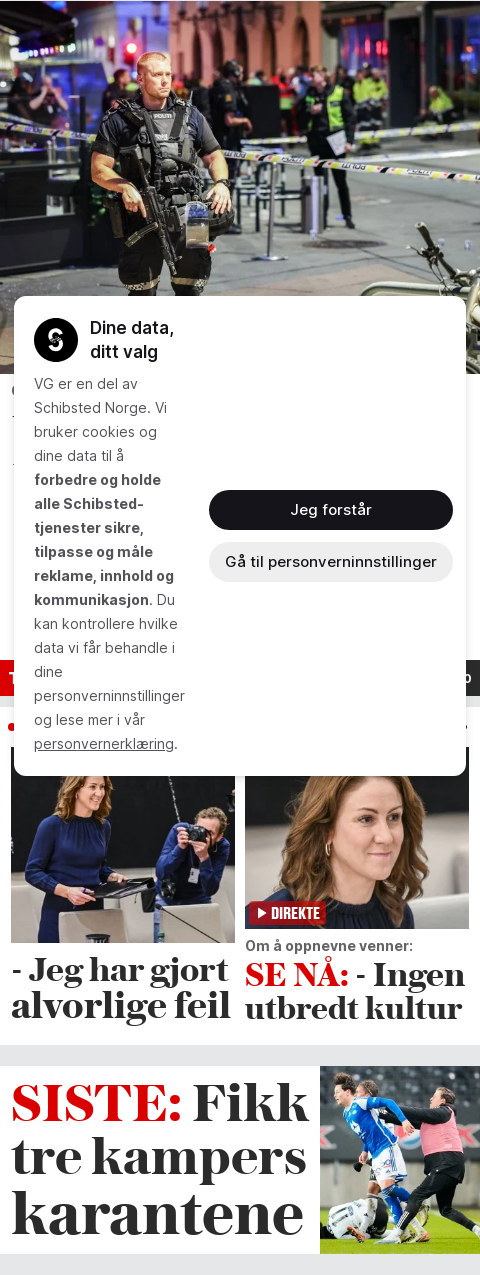 POLITI
Dine data,
ditt valg
VG er en del av
Schibsted Norge. Vi
bruker cookies og
dine data til å
forbedre og holde
alle Schibsted-
tjenester sikre,
tilpasse og måle
reklame, innhold og
kommunikasjon. Du
kan kontrollere hvilke
data vi får behandle i
dine
personverninnstillinger
og lese mer i vår
personvernerklæring.
Jeg forstår
Gå til personverninnstillinger
- Jeg har gjort
alvorlige feil
DIREKTE
Om å oppnevne venner:
SE NÅ: - Ingen
utbredt kultur
SISTE: Fikk
tre kampers
karantene